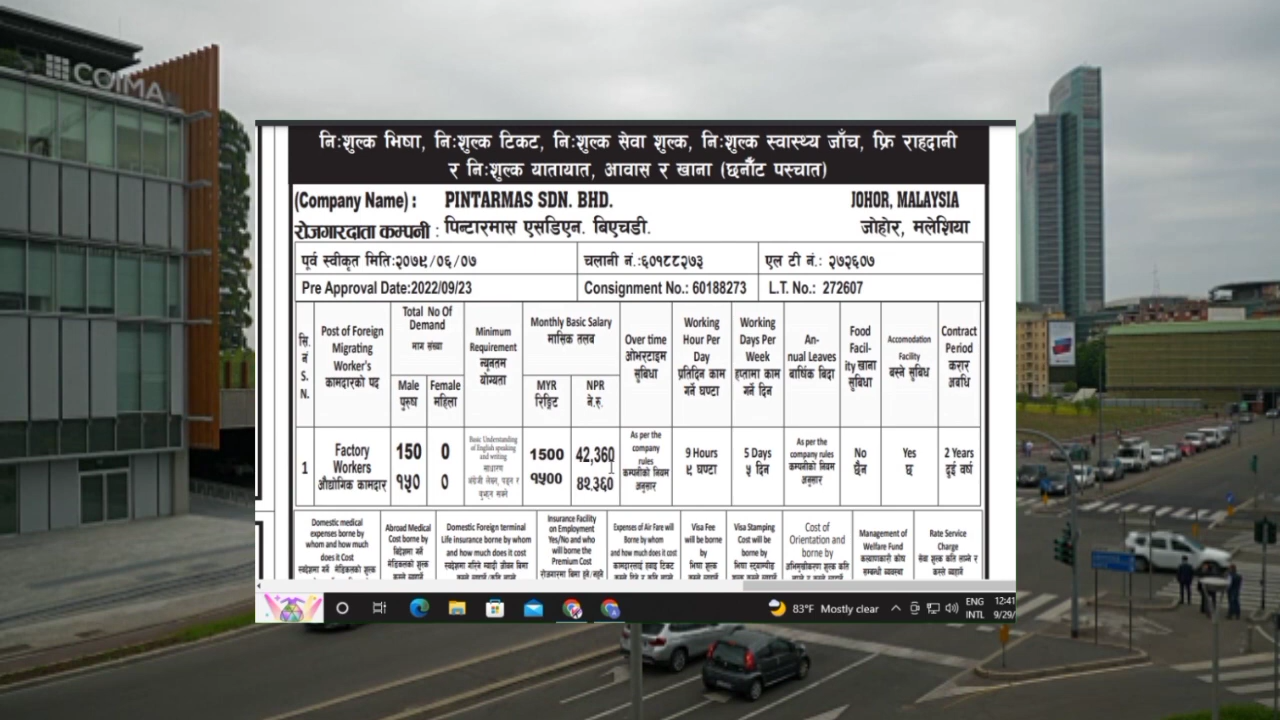 COIMA
निःशुल्क भिषा, निःशुल्क टिकट, निःशुल्क सेवा शुल्क, निःशुल्क स्वास्थ्य जाँच, फ्रि राहदानी
र निःशुल्क यातायात, आवास र खाना (छनौंट पश्चात)
(Company Name) : PINTARMAS SDN. BHD. JOHOR, MALAYSIA
रोजगारदाता कम्पनी : पिन्टारमास एसडिएन. बिएचडी. जोहोर, मलेशिया
पूर्व स्वीकृत मिति:२०७९/०६/०७ चलानी नं.:६०१८८२७३ एल टी नं.: २७२६०७
Pre Approval Date:2022/09/23 Consignment No.: 60188273 L.T. No.: 272607
सि. नं S. N.
Post of Foreign Migrating Worker's कामदारको पद
Total No Of Demand माग संख्या
Male पुरुष
Female महिला
Minimum Requirement न्यूनतम योग्यता
Monthly Basic Salary मासिक तलब
MYR रिङ्गिट
NPR ने.रु.
Over time ओभरटाइम सुबिधा
Working Hour Per Day प्रतिदिन काम गर्ने घण्टा
Working Days Per Week हप्तामा काम गर्ने दिन
An-nual Leaves बार्षिक बिदा
Food Facil-ity खाना सुबिधा
Accomodation Facility बस्ने सुबिधा
Contract Period करार अबधि
1
Factory Workers औद्योगिक कामदार
150 १५०
0 ०
Basic Understanding of English speaking and writing साधारण अंग्रेजी लेख्न, पढ्न र बुझ्न सक्ने
1500 १५००
42,360 ४२.३६०
As per the company rules कम्पनीको नियम अनुसार
9 Hours ९ घण्टा
5 Days ५ दिन
As per the company rules कम्पनीको नियम अनुसार
No छैन
Yes छ
2 Years दुई वर्ष
Domestic medical expenses borne by whom and how much does it Cost
Abroad Medical Cost borne by
Domestic Foreign terminal Life insurance borne by whom and how much does it cost
Insurance Facility on Employment Yes/No and who will borne the Premium Cost
Expenses of Air Fare will Borne by whom and how much does it cost
Visa Fee will be borne by
Visa Stamping Cost will be borne by
Cost of Orientation and borne by
Management of Welfare Fund
Rate Service Charge
83°F Mostly clear ENG 12:41
INTL 9/29/